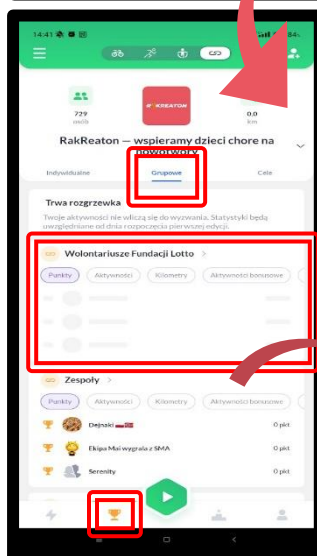 14:41
729
osób
RAKREATON
0,0
km
RakReaton — wspieramy dzieci chore na
nowotwory
Indywidualne
Grupowe
Cele
Trwa rozgrzewka
Twoje aktywności nie wliczą się do wyzwania. Statystyki będą
uwzględniane od dnia rozpoczęcia pierwszej edycji.
Wolontariusze Fundacji Lotto >
Punkty Aktywności Kilometry Aktywności bonusowe
Zespoły >
Punkty Aktywności Kilometry Aktywności bonusowe
Dejnski 0 pkt
Ekipa Mai wygrała z SMA 0 pkt
Serenity 0 pkt